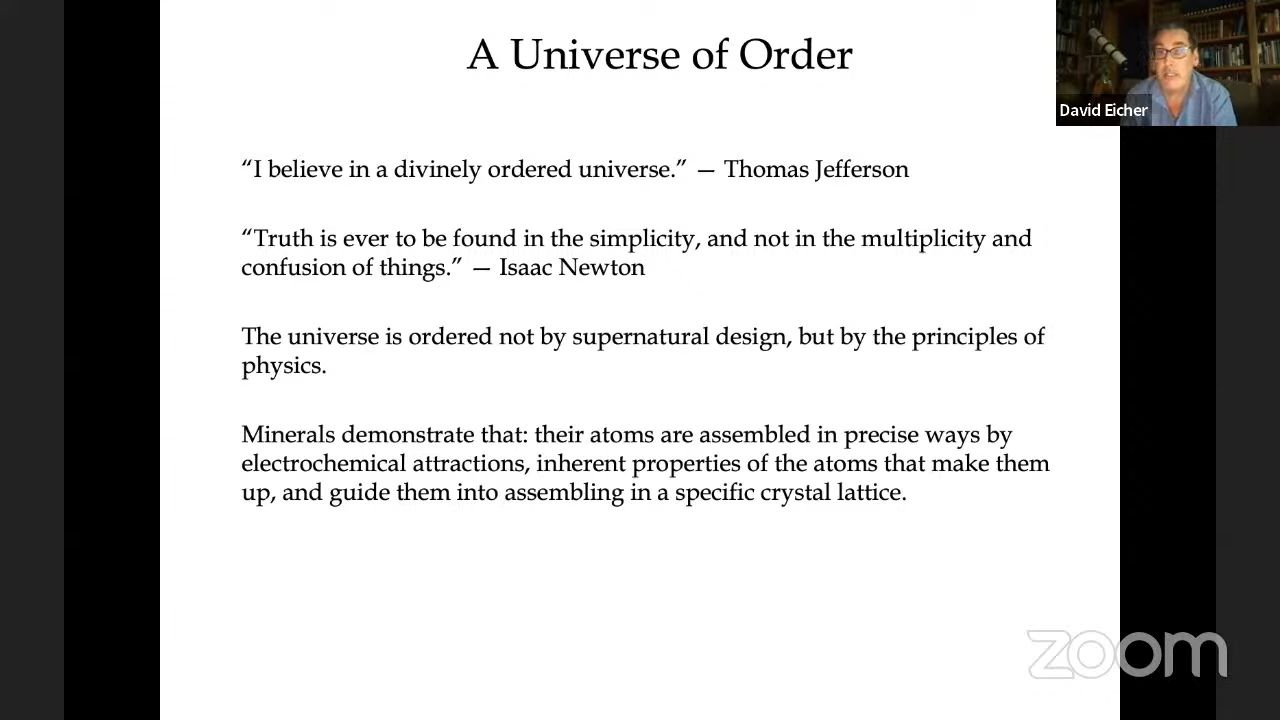 A Universe of Order
David Eicher
“I believe in a divinely ordered universe.” — Thomas Jefferson
“Truth is ever to be found in the simplicity, and not in the multiplicity and
confusion of things.” — Isaac Newton
The universe is ordered not by supernatural design, but by the principles of
physics.
Minerals demonstrate that: their atoms are assembled in precise ways by
electrochemical attractions, inherent properties of the atoms that make them
up, and guide them into assembling in a specific crystal lattice.
zoom